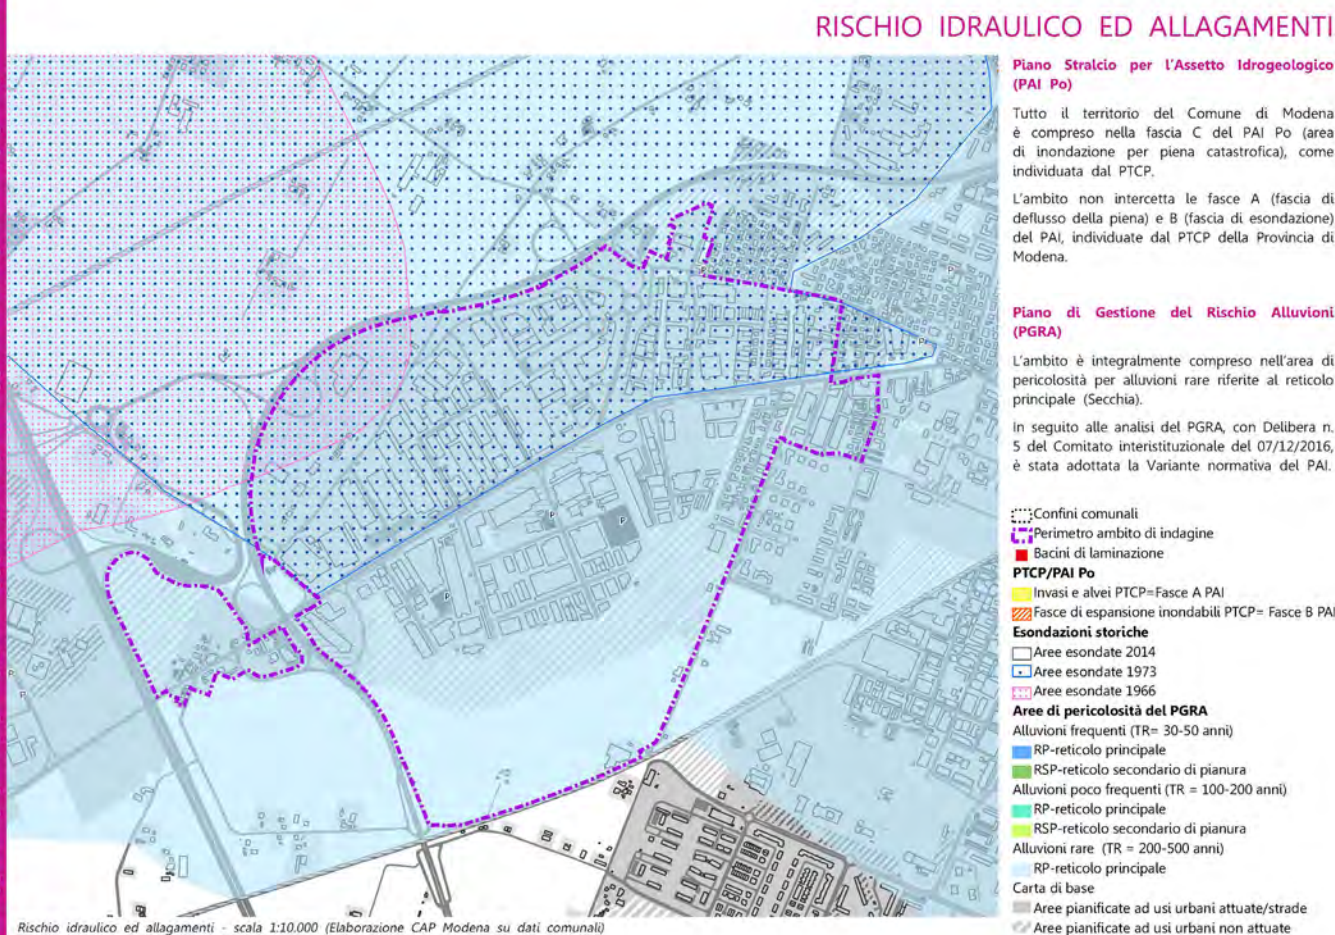 RISCHIO IDRAULICO ED ALLAGAMENTI
Piano Stralcio per l'Assetto Idrogeologico
(PAI Po)
Tutto il territorio del Comune di Modena
è compreso nella fascia C del PAI Po (area
di inondazione per piena catastrofica), come
individuata dal PTCP.
L'ambito non intercetta le fasce A (fascia di
deflusso della piena) e B (fascia di esondazione)
del PAI, individuate dal PTCP della Provincia di
Modena.
Piano di Gestione del Rischio Alluvioni
(PGRA)
L'ambito è integralmente compreso nell'area di
pericolosità per alluvioni rare riferite al reticolo
principale (Secchia).
In seguito alle analisi del PGRA, con Delibera n.
5 del Comitato interistituzionale del 07/12/2016,
è stata adottata la Variante normativa del PAI.
Confini comunali
Perimetro ambito di indagine
Bacini di laminazione
PTCP/PAI Po
Invasi e alvei PTCP=Fasce A PAI
Fasce di espansione inondabili PTCP= Fasce B PAI
Esondazioni storiche
Aree esondate 2014
Aree esondate 1973
Aree esondate 1966
Aree di pericolosità del PGRA
Alluvioni frequenti (TR= 30-50 anni)
RP-reticolo principale
RSP-reticolo secondario di pianura
Alluvioni poco frequenti (TR = 100-200 anni)
RP-reticolo principale
RSP-reticolo secondario di pianura
Alluvioni rare (TR = 200-500 anni)
RP-reticolo principale
Carta di base
Aree pianificate ad usi urbani attuate/strade
Aree pianificate ad usi urbani non attuate
P
P
P
P
P
P
P
P
Rischio idraulico ed allagamenti - scala 1:10.000 (Elaborazione CAP Modena su dati comunali)